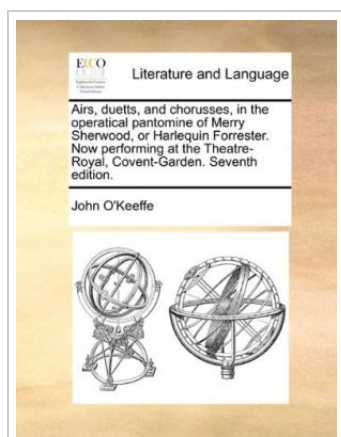 ECCO
Literature and Language
Airs, duetts, and chorusses, in the
operatical pantomine of Merry
Sherwood, or Harlequin Forrester.
Now performing at the Theatre-
Royal, Covent-Garden. Seventh
edition.
John O'Keeffe